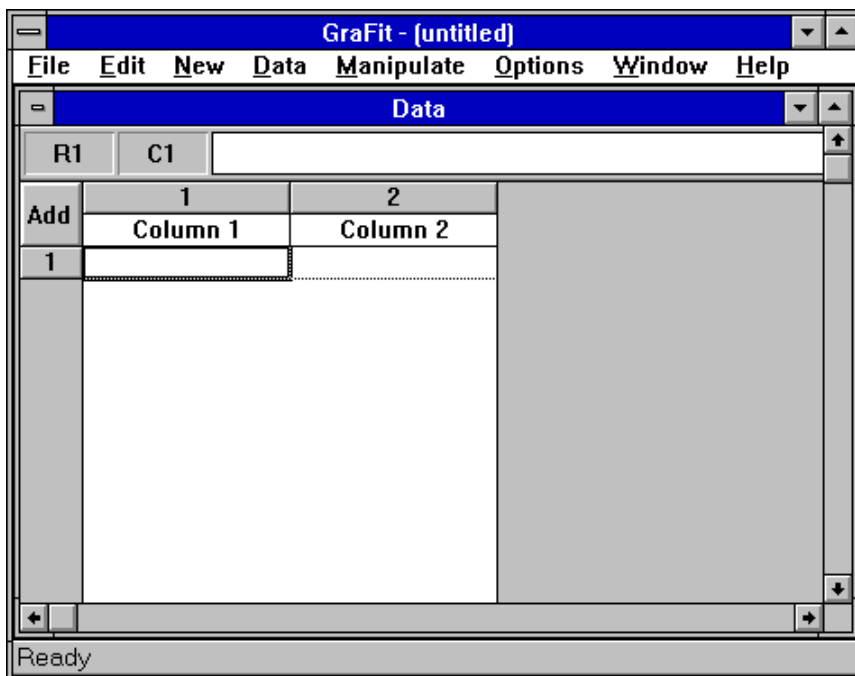 GraFit - (untitled)
File Edit New Data Manipulate Options Window Help
Data
R1 C1
Add 1 2
Column 1 Column 2
1
Ready